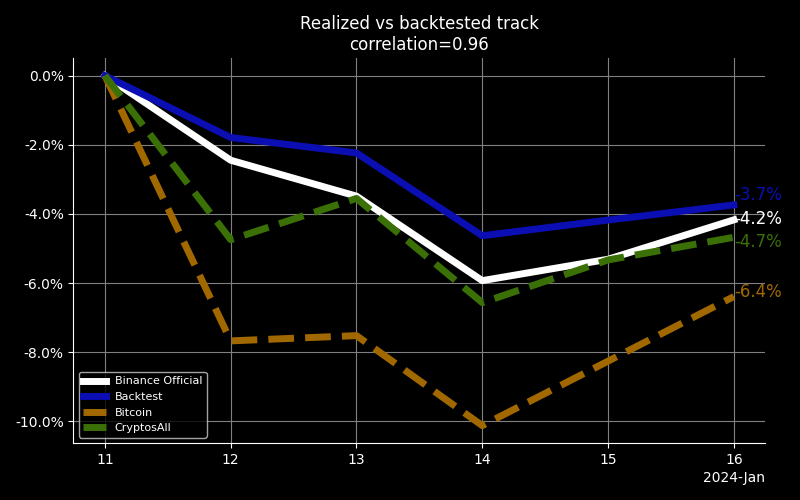 Realized vs backtested track
correlation=0.96
0.0%
-2.0%
-4.0%
-6.0%
-8.0%
-10.0%
-3.7%
-4.2%
-4.7%
-6.4%
Binance Official
Backtest
Bitcoin
CryptosAll
11 12 13 14 15 16
2024-Jan